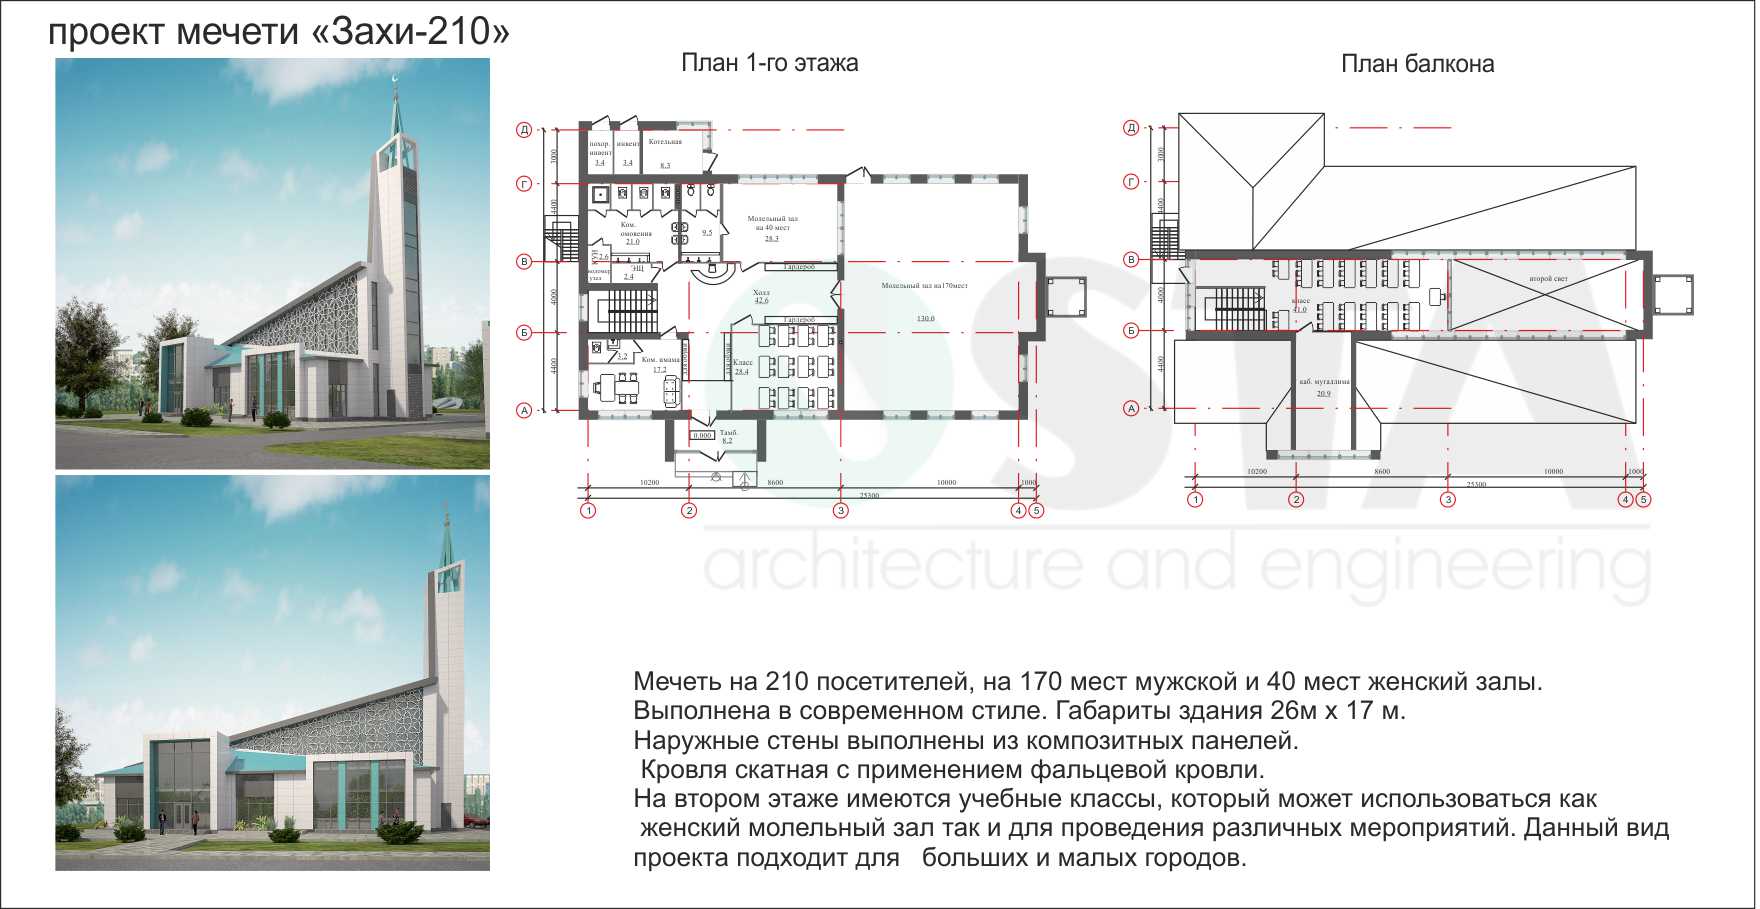 проект мечети «Захи-210»
План 1-го этажа
План балкона
Д
Г
В
Б
А
3000
4400
4000
4400
похор. инвент
3.4
инвент
3.4
Котельная
8.3
Ком. омовения
21.0
9.5
Молельный зал
на 40 мест
28.3
КУИ
2.6
водомер. узел
ЭЩ
2.4
Гардероб
Холл
42.6
Гардероб
Молельный зал на170мест
130.0
3.2
Ком. имама
17.2
Класс
28.4
0.000
Тамб.
8.2
10200
8600
10000
1000
25300
1
2
3
4
5
Д
Г
В
Б
А
3000
4400
4000
4400
класс
41.0
второй свет
каб. мугаллима
20.9
10200
8600
10000
1000
25300
1
2
3
4
5
architecture and engineering
Мечеть на 210 посетителей, на 170 мест мужской и 40 мест женский залы.
Выполнена в современном стиле. Габариты здания 26м х 17 м.
Наружные стены выполнены из композитных панелей.
Кровля скатная с применением фальцевой кровли.
На втором этаже имеются учебные классы, который может использоваться как
женский молельный зал так и для проведения различных мероприятий. Данный вид
проекта подходит для больших и малых городов.